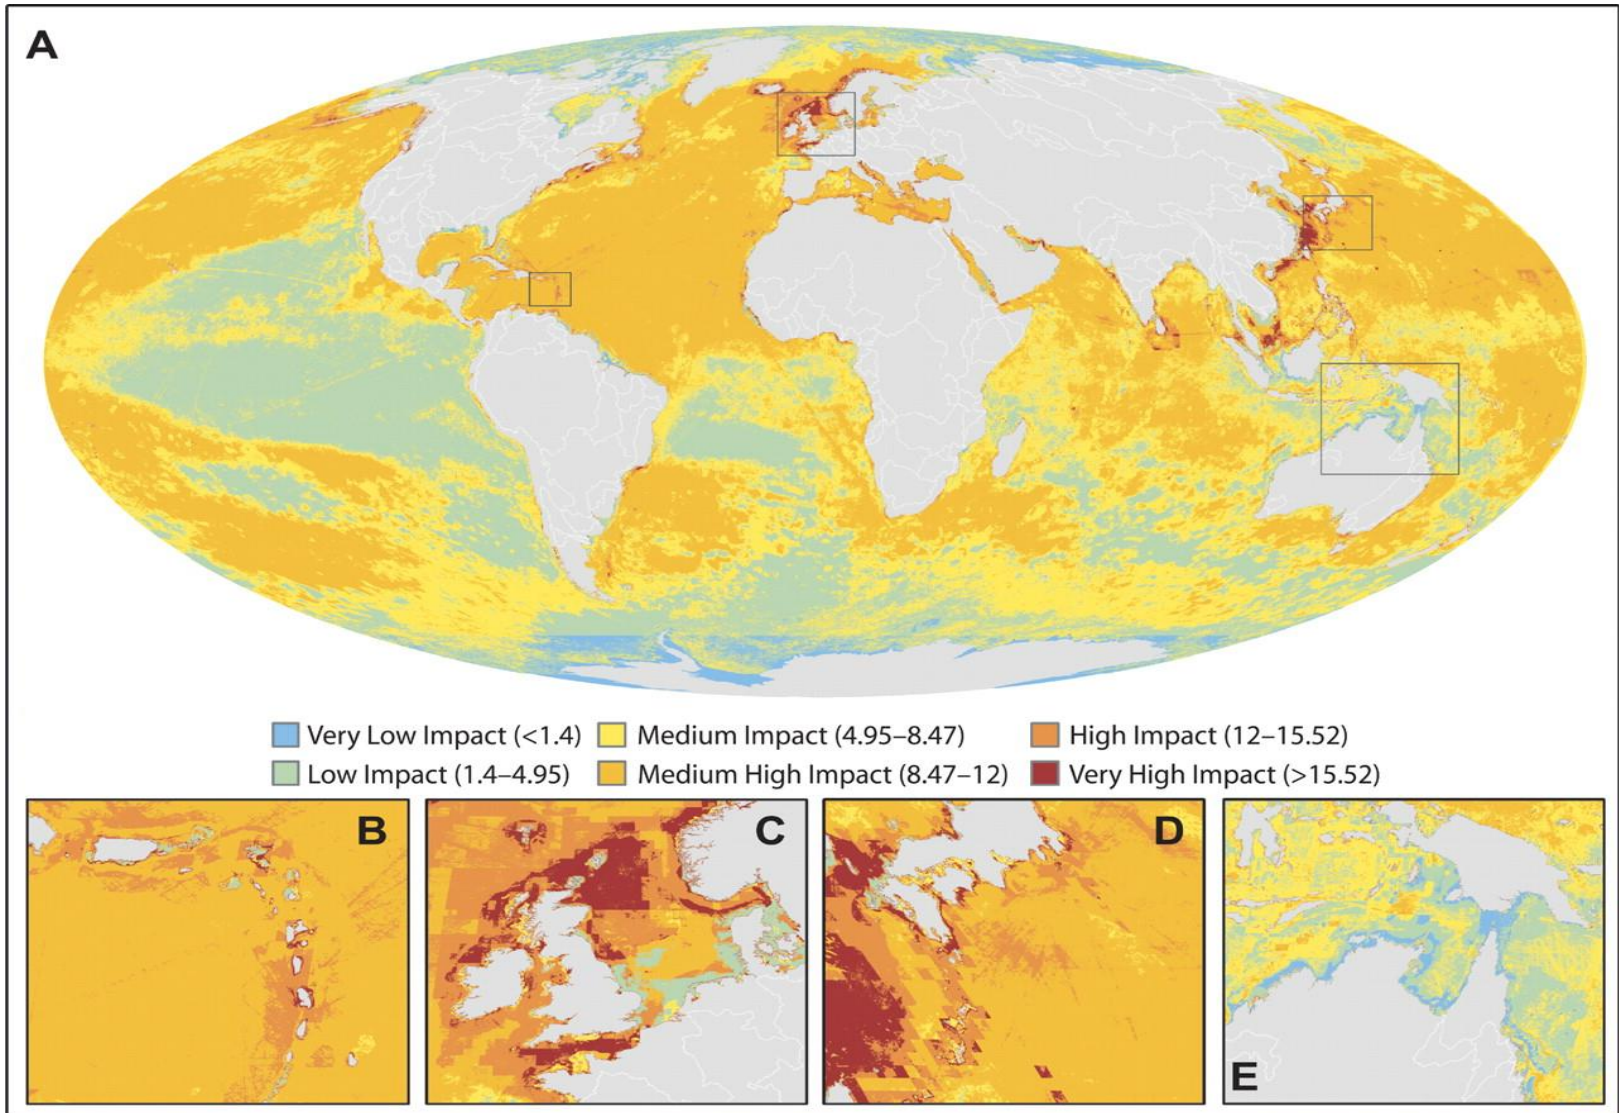 A
Very Low Impact (<1.4)
Medium Impact (4.95–8.47)
High Impact (12–15.52)
Low Impact (1.4–4.95)
Medium High Impact (8.47–12)
Very High Impact (>15.52)
B
C
D
E